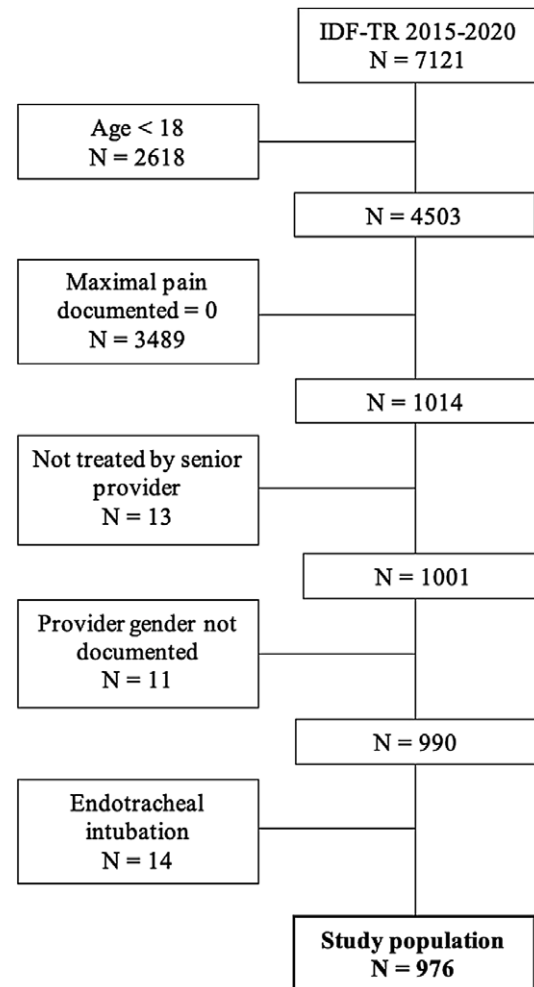 IDF-TR 2015-2020
N = 7121
Age < 18
N = 2618
N = 4503
Maximal pain
documented = 0
N = 3489
N = 1014
Not treated by senior
provider
N = 13
N = 1001
Provider gender not
documented
N = 11
N = 990
Endotracheal
intubation
N = 14
Study population
N = 976